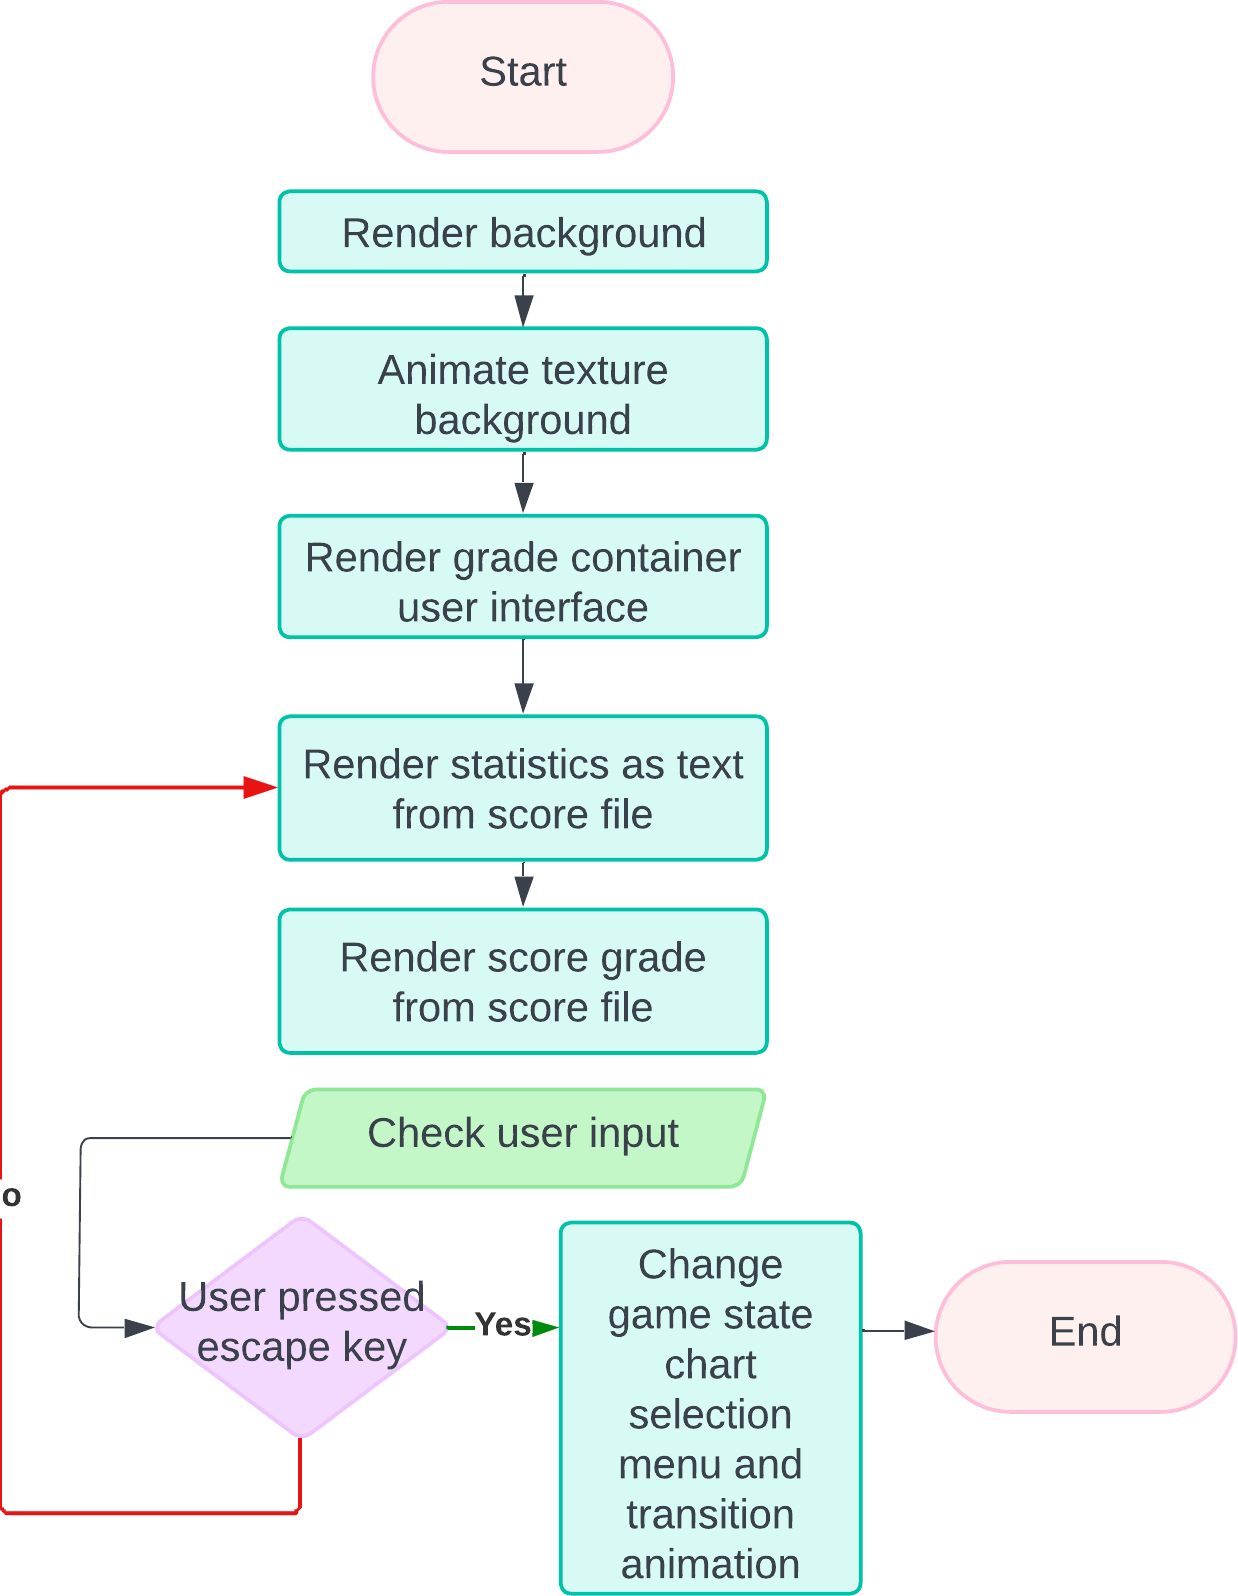 Start
Render background
Animate texture
background
Render grade container
user interface
Render statistics as text
from score file
Render score grade
from score file
Check user input
o
User pressed
escape key
Yes
Change
game state
chart
selection
menu and
transition
animation
End